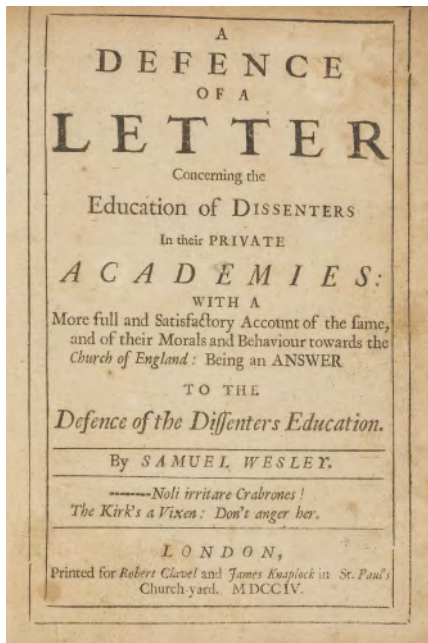 A
DEFENCE
OF A
LETTER
Concerning the
Education of DISSENTERS
In their PRIVATE
ACADEMIES:
WITH A
More full and Satisfactory Account of the ſame,
and of their Morals and Behaviour towards the
Church of England: Being an ANSWER
TO THE
Defence of the Diſſenters Education.
By SAMUEL WESLEY.
--------Noli irritare Crabrones!
The Kirk's a Vixen: Don't anger her.
LONDON,
Printed for Robert Clavel and James Knaplock in St. Paul's
Church-yard. MDCCIV.